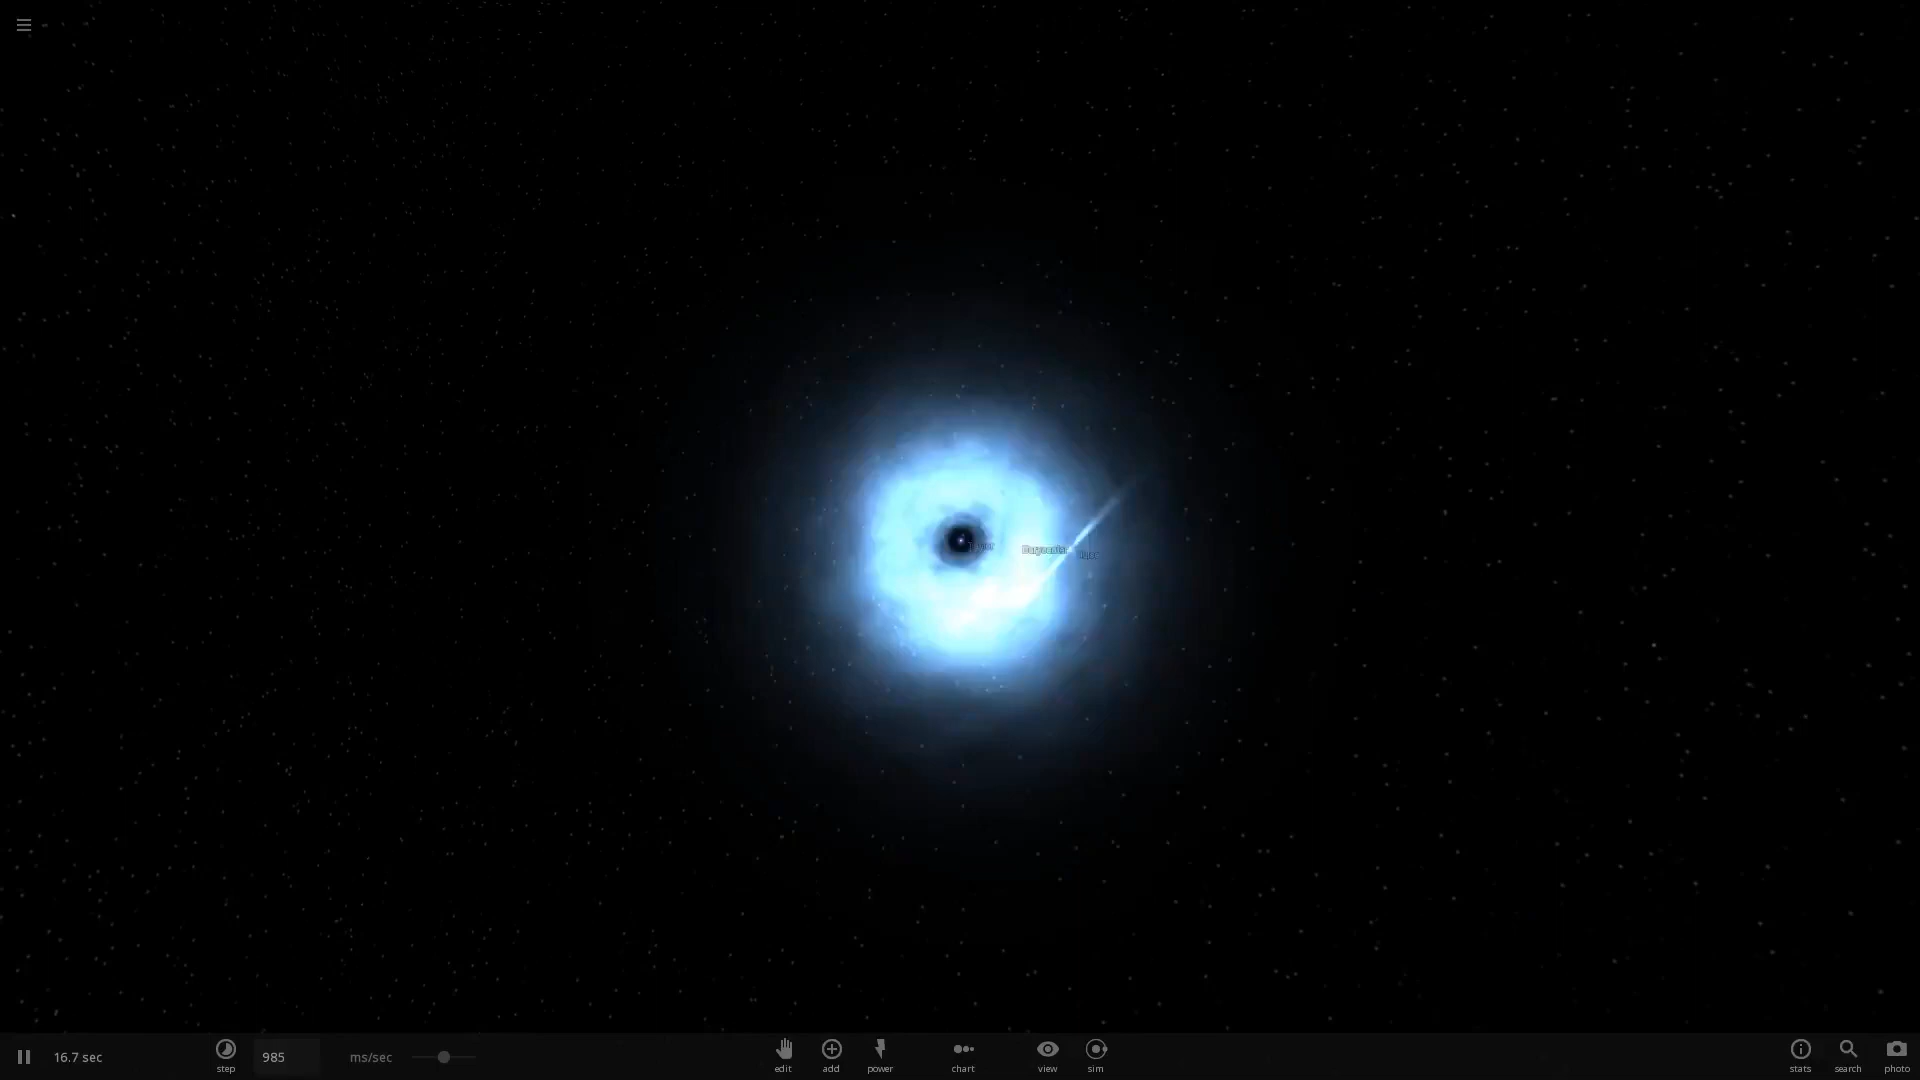 16.7 sec
step
985
ms/sec
edit
add
power
chart
view
sim
stats
search
photo